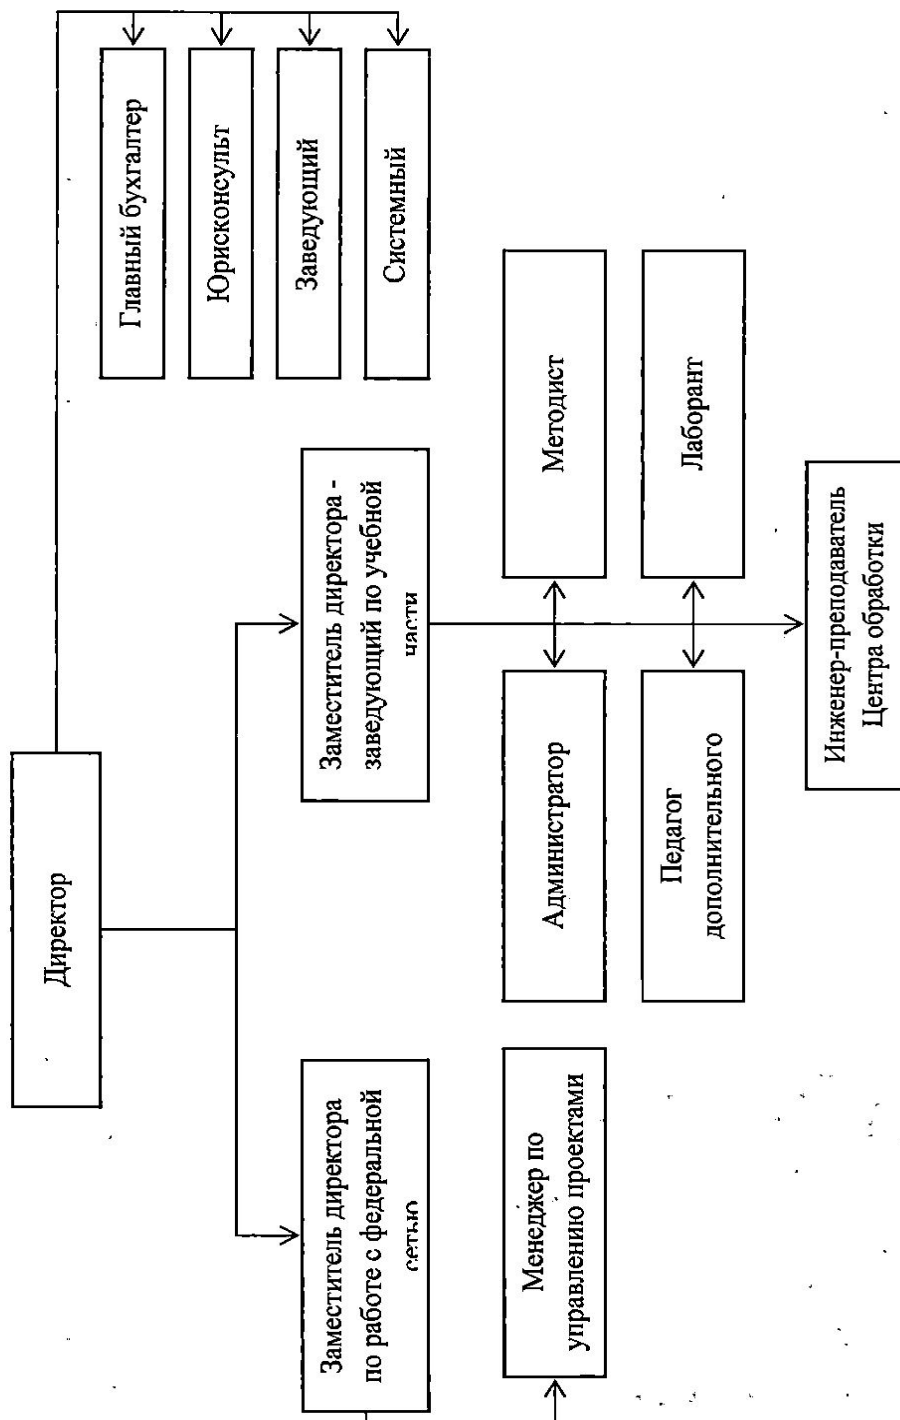 Директор
Заместитель директора
по работе с федеральной
сетью
Заместитель директора -
заведующий по учебной
части
Главный бухгалтер
Юрисконсульт
Заведующий
Системный
Менеджер по
управлению проектами
Администратор
Методист
Педагог
дополнительного
Лаборант
Инженер-преподаватель
Центра обработки